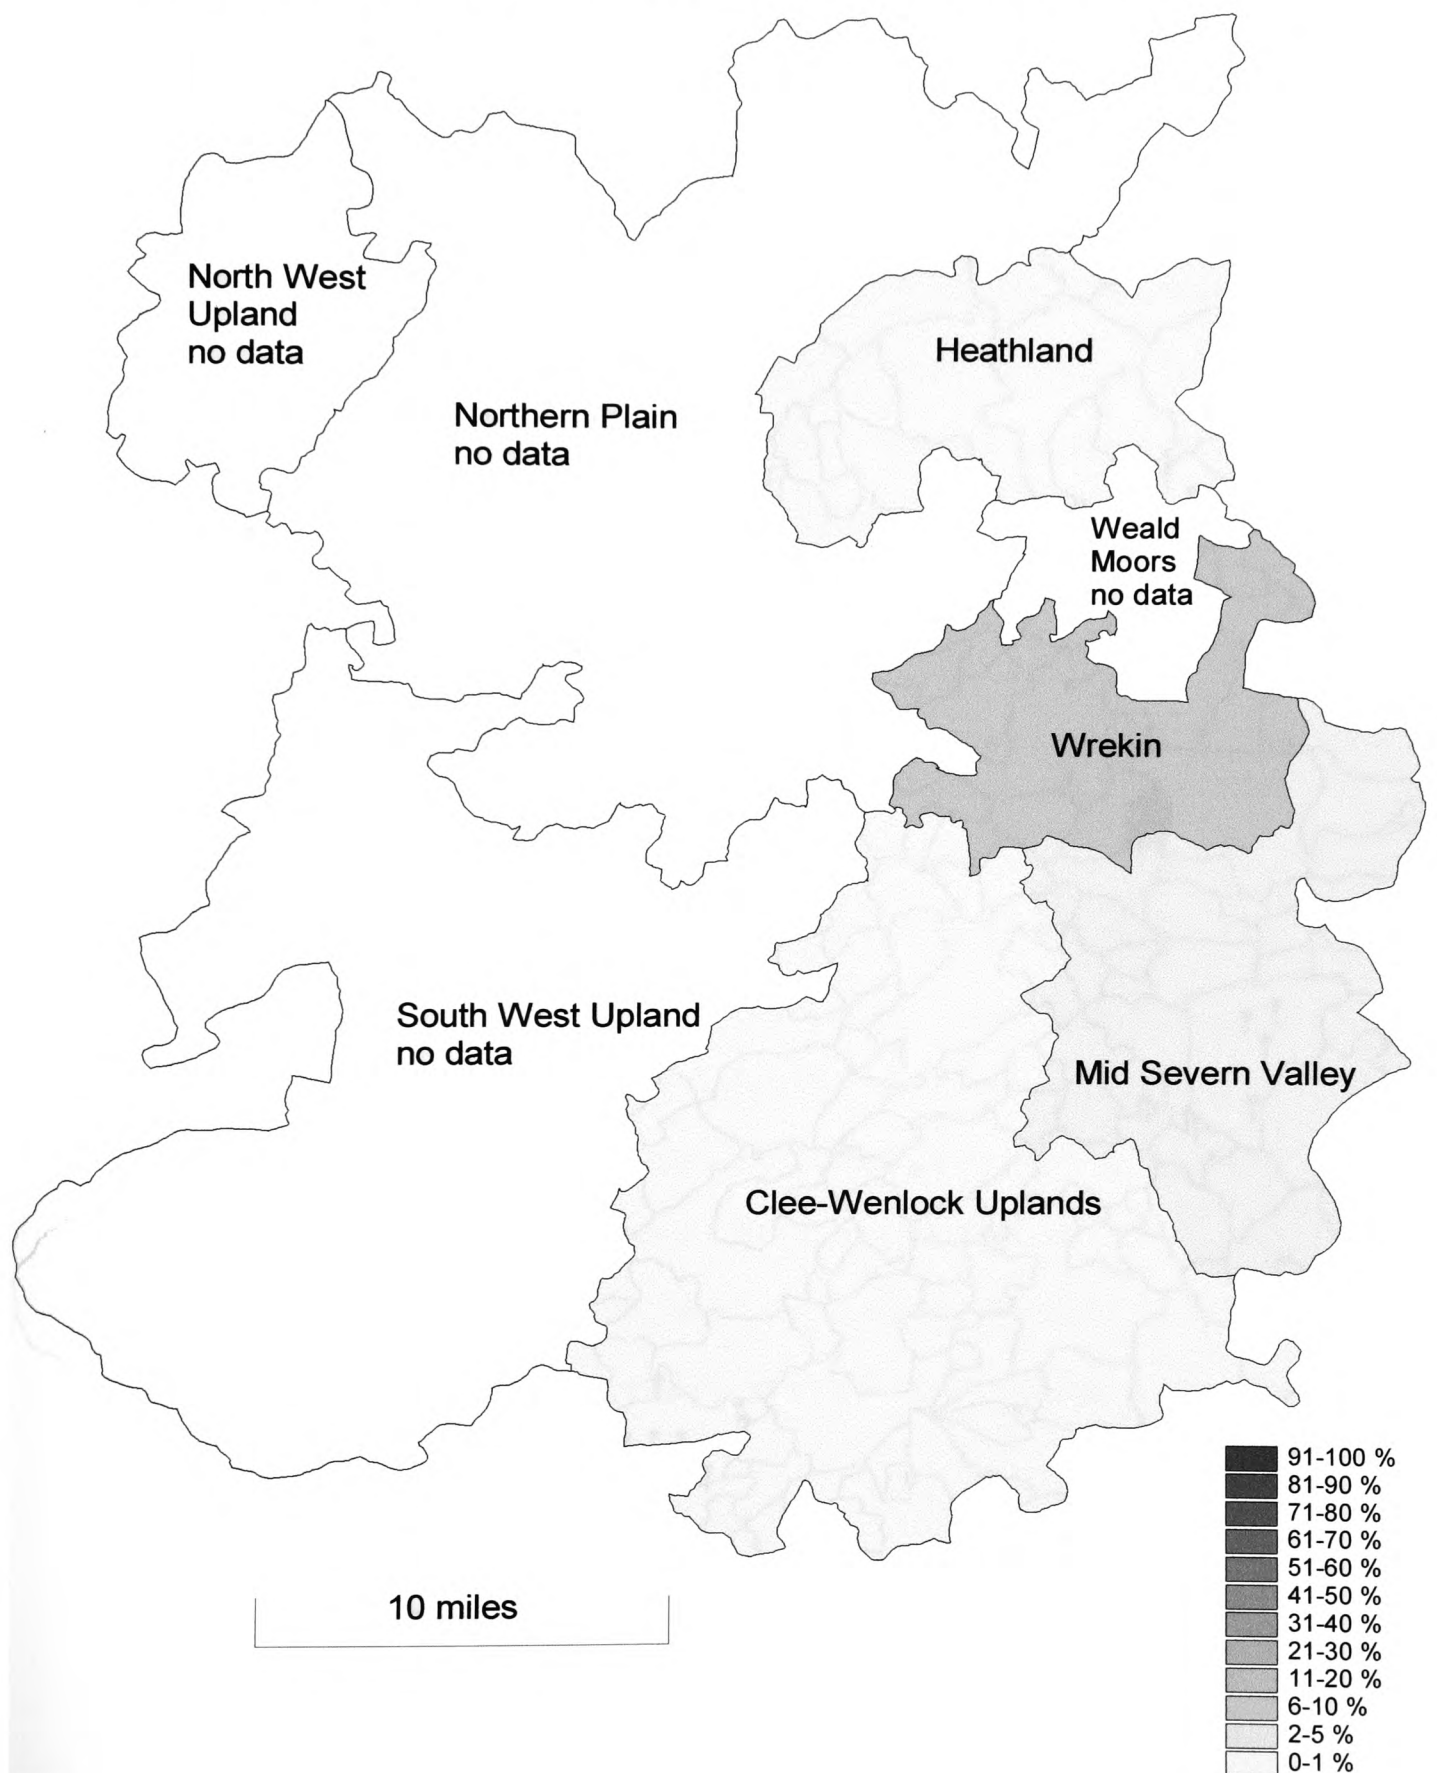 North West
Upland
no data
Heathland
Northern Plain
no data
Weald
Moors
no data
Wrekin
South West Upland
no data
Mid Severn Valley
Clee-Wenlock Uplands
10 miles
91-100 %
81-90 %
71-80 %
61-70 %
51-60 %
41-50 %
31-40 %
21-30 %
11-20 %
6-10 %
2-5 %
0-1 %